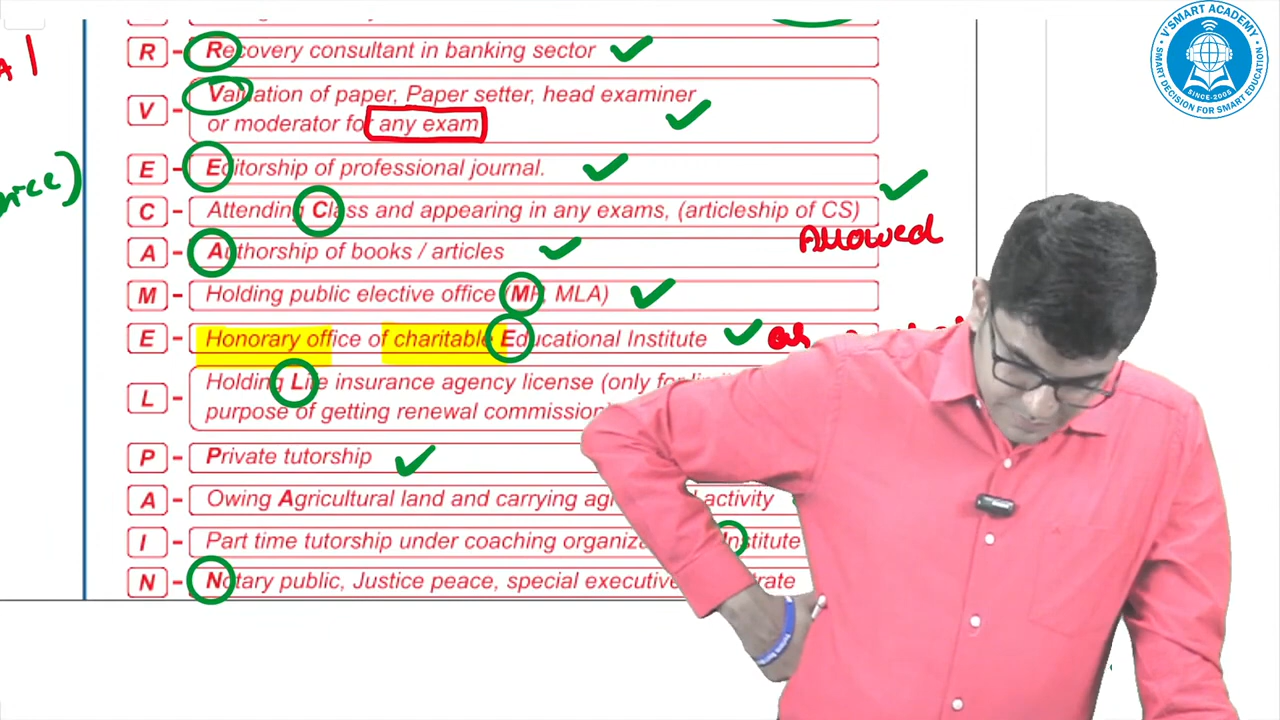 V'SMART ACADEMY
SMART DECISION FOR SMART EDUCATION
SINCE-2005
R - Recovery consultant in banking sector
V - Valuation of paper, Paper setter, head examiner
or moderator for any exam
E - Editorship of professional journal.
C - Attending Class and appearing in any exams, (articleship of CS)
Allowed
A - Authorship of books / articles
M - Holding public elective office (MP, MLA)
E - Honorary office of charitable Educational Institute
L - Holding Life insurance agency license (only for
purpose of getting renewal commission)
P - Private tutorship
A - Owing Agricultural land and carrying activity
I - Part time tutorship under coaching Institute
N - Notary public, Justice peace, special executive